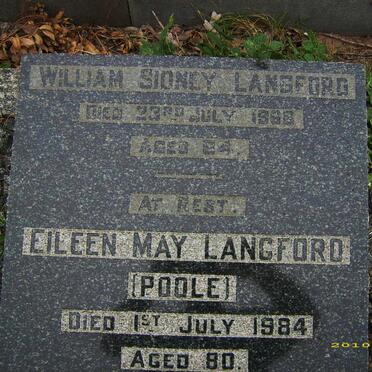 WILLIAM SIDNEY LANGFORD
DIED 23RD JULY
AGED 64.
AT REST.
EILEEN MAY LANGFORD
(POOLE)
DIED 1ST JULY 1984
AGED 80.
2010